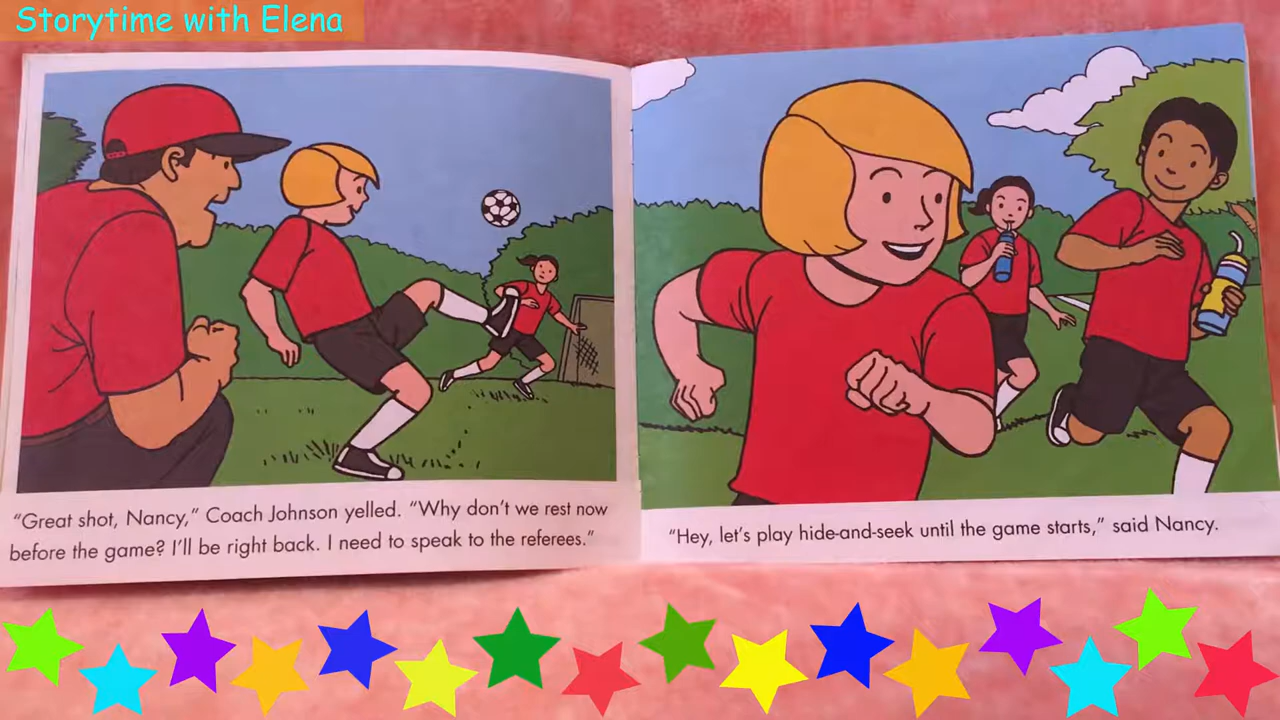 Storytime with Elena
“Great shot, Nancy,” Coach Johnson yelled. “Why don’t we rest now
before the game? I’ll be right back. I need to speak to the referees.”
“Hey, let’s play hide-and-seek until the game starts,” said Nancy.